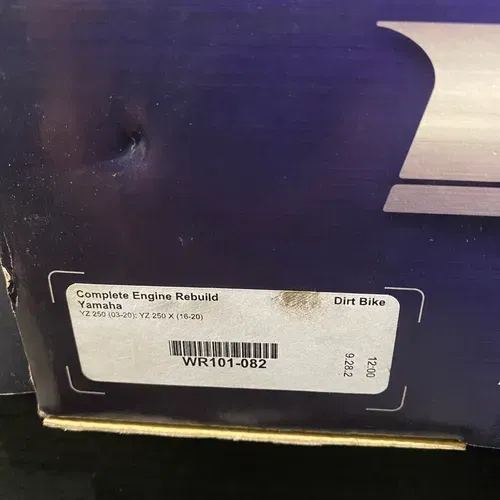 Complete Engine Rebuild
Dirt Bike
Yamaha
YZ 250 (03-20); YZ 250 X (16-20)
WR101-082
12:00
9.28.2